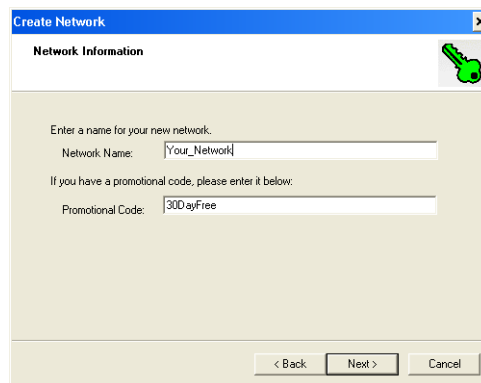 Create Network
Network Information
Enter a name for your new network.
Network Name: Your_Network
If you have a promotional code, please enter it below:
Promotional Code: 30DayFree
< Back Next > Cancel